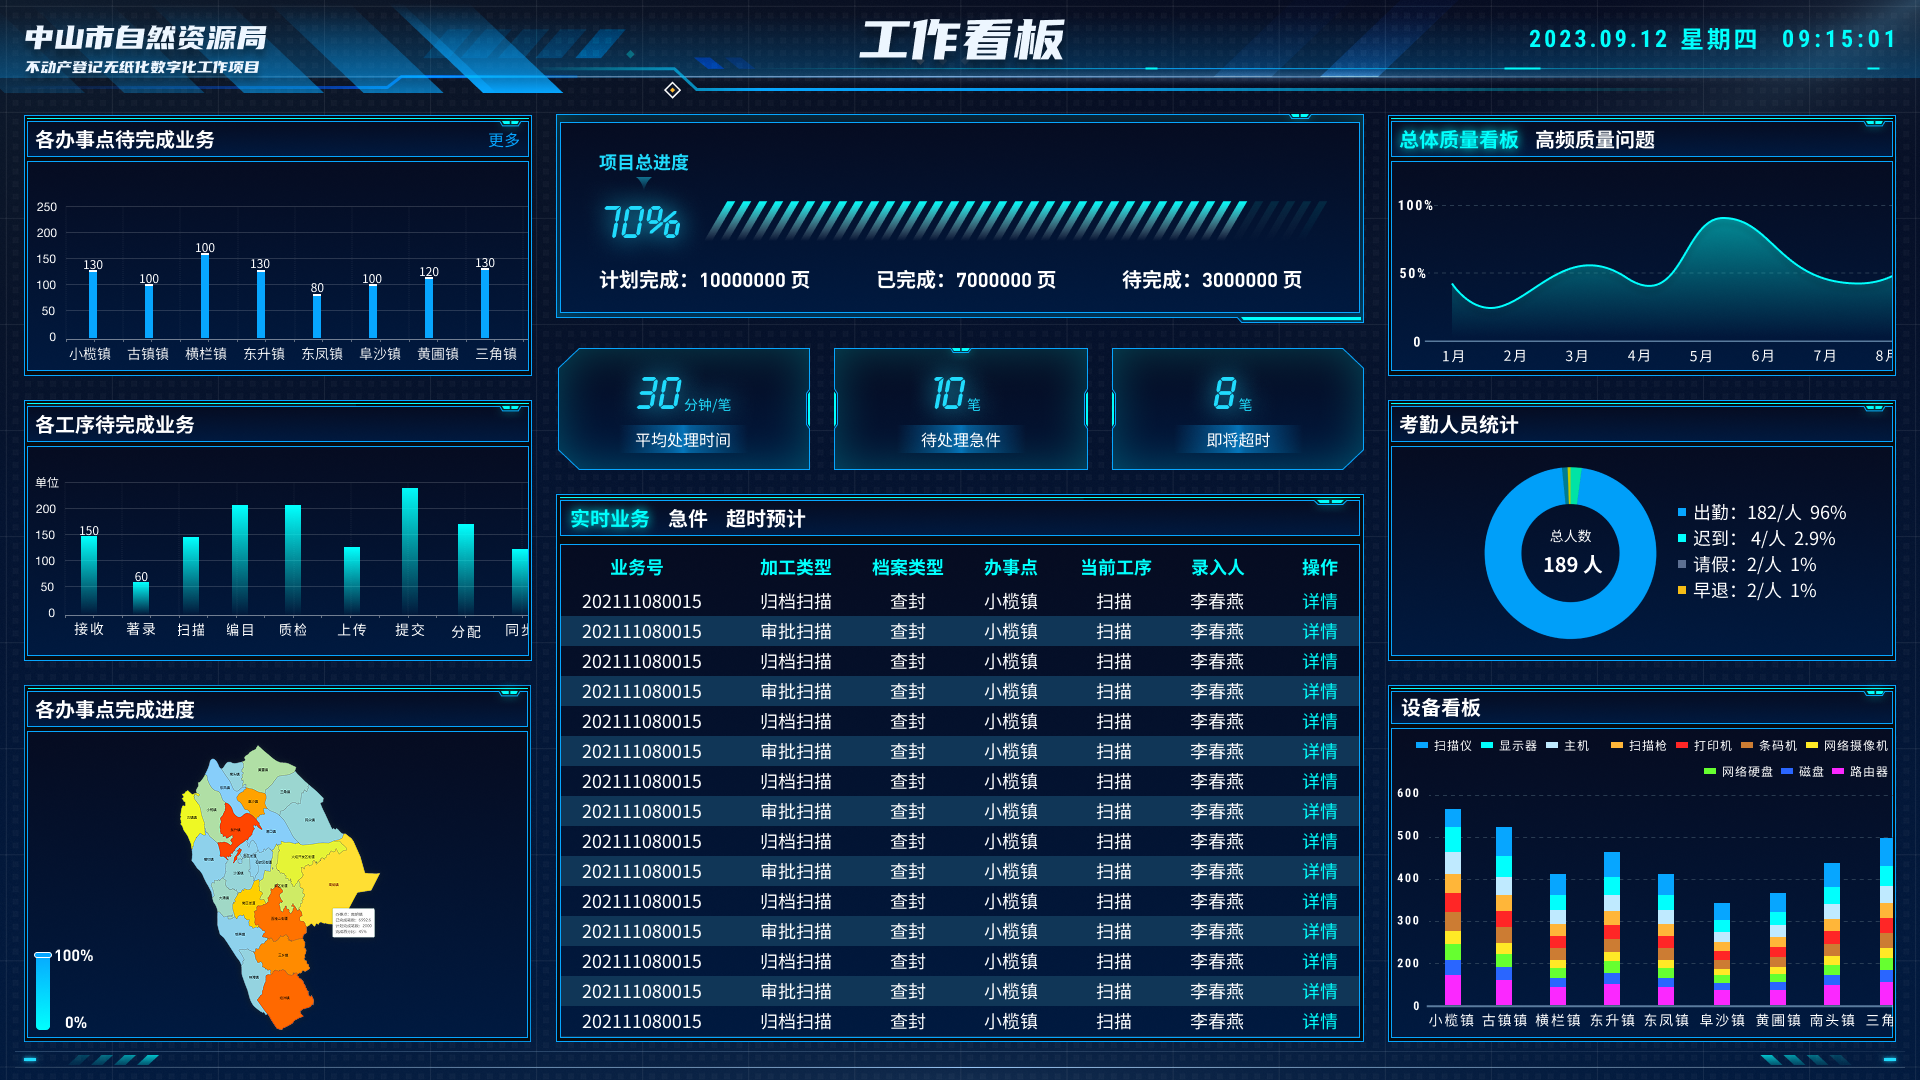 中山市自然资源局
不动产登记无纸化数字化工作项目
工作看板
2023.09.12 星期四 09:15:01
各办事点待完成业务
更多
250
200
150
100
50
0
130
100
100
130
80
100
120
130
小榄镇 古镇镇 横栏镇 东升镇 东凤镇 阜沙镇 黄圃镇 三角镇
各工序待完成业务
单位
200
150
100
50
0
150
60
接收 著录 扫描 编目 质检 上传 提交 分配 同步
各办事点完成进度
100%
0%
项目总进度
70%
计划完成：10000000 页
已完成：7000000 页
待完成：3000000 页
30 分钟/笔
平均处理时间
10 笔
待处理急件
8 笔
即将超时
实时业务 急件 超时预计
业务号 加工类型 档案类型 办事点 当前工序 录入人 操作
202111080015 归档扫描 查封 小榄镇 扫描 李春燕 详情
202111080015 审批扫描 查封 小榄镇 扫描 李春燕 详情
202111080015 归档扫描 查封 小榄镇 扫描 李春燕 详情
202111080015 审批扫描 查封 小榄镇 扫描 李春燕 详情
202111080015 归档扫描 查封 小榄镇 扫描 李春燕 详情
202111080015 审批扫描 查封 小榄镇 扫描 李春燕 详情
202111080015 归档扫描 查封 小榄镇 扫描 李春燕 详情
202111080015 审批扫描 查封 小榄镇 扫描 李春燕 详情
202111080015 归档扫描 查封 小榄镇 扫描 李春燕 详情
202111080015 审批扫描 查封 小榄镇 扫描 李春燕 详情
202111080015 归档扫描 查封 小榄镇 扫描 李春燕 详情
202111080015 审批扫描 查封 小榄镇 扫描 李春燕 详情
202111080015 归档扫描 查封 小榄镇 扫描 李春燕 详情
202111080015 审批扫描 查封 小榄镇 扫描 李春燕 详情
202111080015 归档扫描 查封 小榄镇 扫描 李春燕 详情
总体质量看板 高频质量问题
100%
50%
0
1月 2月 3月 4月 5月 6月 7月 8月
考勤人员统计
总人数
189 人
出勤：182/人 96%
迟到：4/人 2.9%
请假：2/人 1%
早退：2/人 1%
设备看板
扫描仪 显示器 主机 扫描枪 打印机 条码机 网络摄像机
网络硬盘 磁盘 路由器
600
500
400
300
200
0
小榄镇 古镇镇 横栏镇 东升镇 东凤镇 阜沙镇 黄圃镇 南头镇 三角